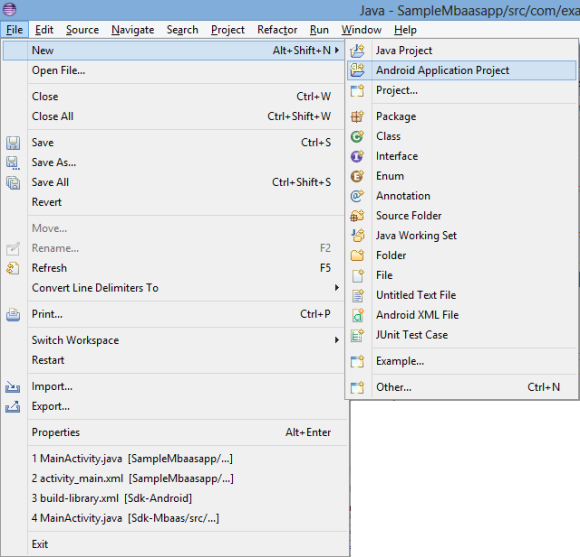 Java - SampleMbaasapp/src/com/exa
File Edit Source Navigate Search Project Refactor Run Window Help
New Alt+Shift+N
Open File...
Close Ctrl+W
Close All Ctrl+Shift+W
Save Ctrl+S
Save As...
Save All Ctrl+Shift+S
Revert
Move...
Rename... F2
Refresh F5
Convert Line Delimiters To
Print... Ctrl+P
Switch Workspace
Restart
Import...
Export...
Properties Alt+Enter
1 MainActivity.java [SampleMbaasapp/...]
2 activity_main.xml [SampleMbaasapp/...]
3 build-library.xml [Sdk-Android]
4 MainActivity.java [Sdk-Mbaas/src/...]
Exit
Java Project
Android Application Project
Project...
Package
Class
Interface
Enum
Annotation
Source Folder
Java Working Set
Folder
File
Untitled Text File
Android XML File
JUnit Test Case
Example...
Other... Ctrl+N